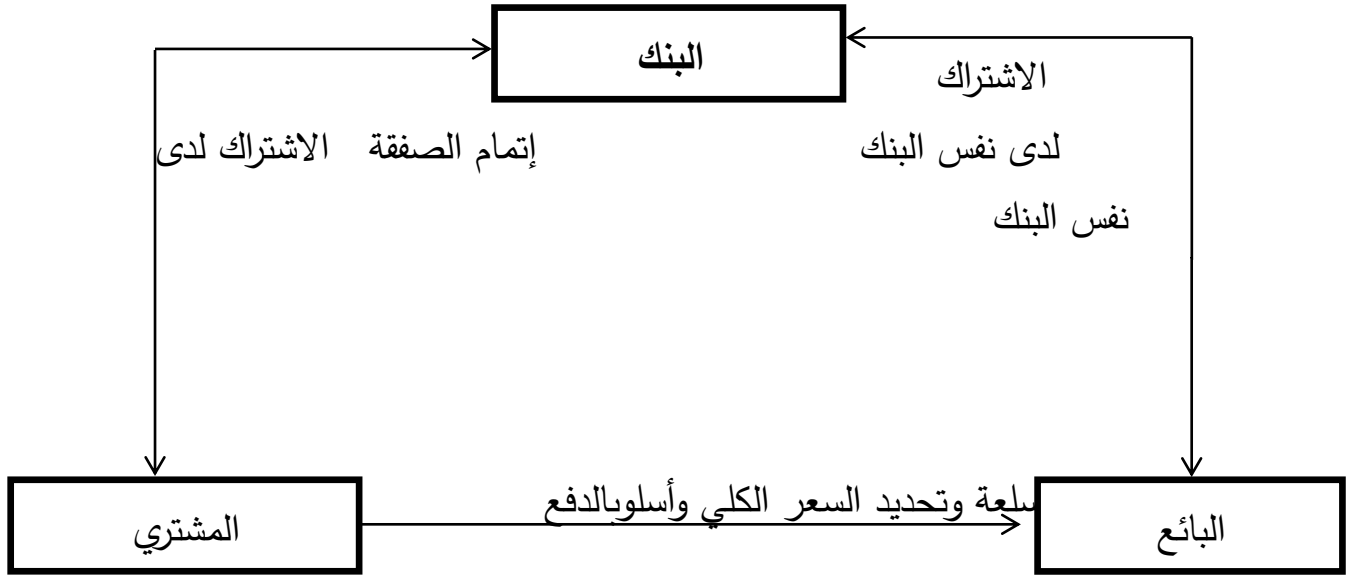 البنك
الاشتراك
لدى نفس البنك
إتمام الصفقة الاشتراك لدى
نفس البنك
سلعة وتحديد السعر الكلي وأسلوبالدفع
البائع
المشتري